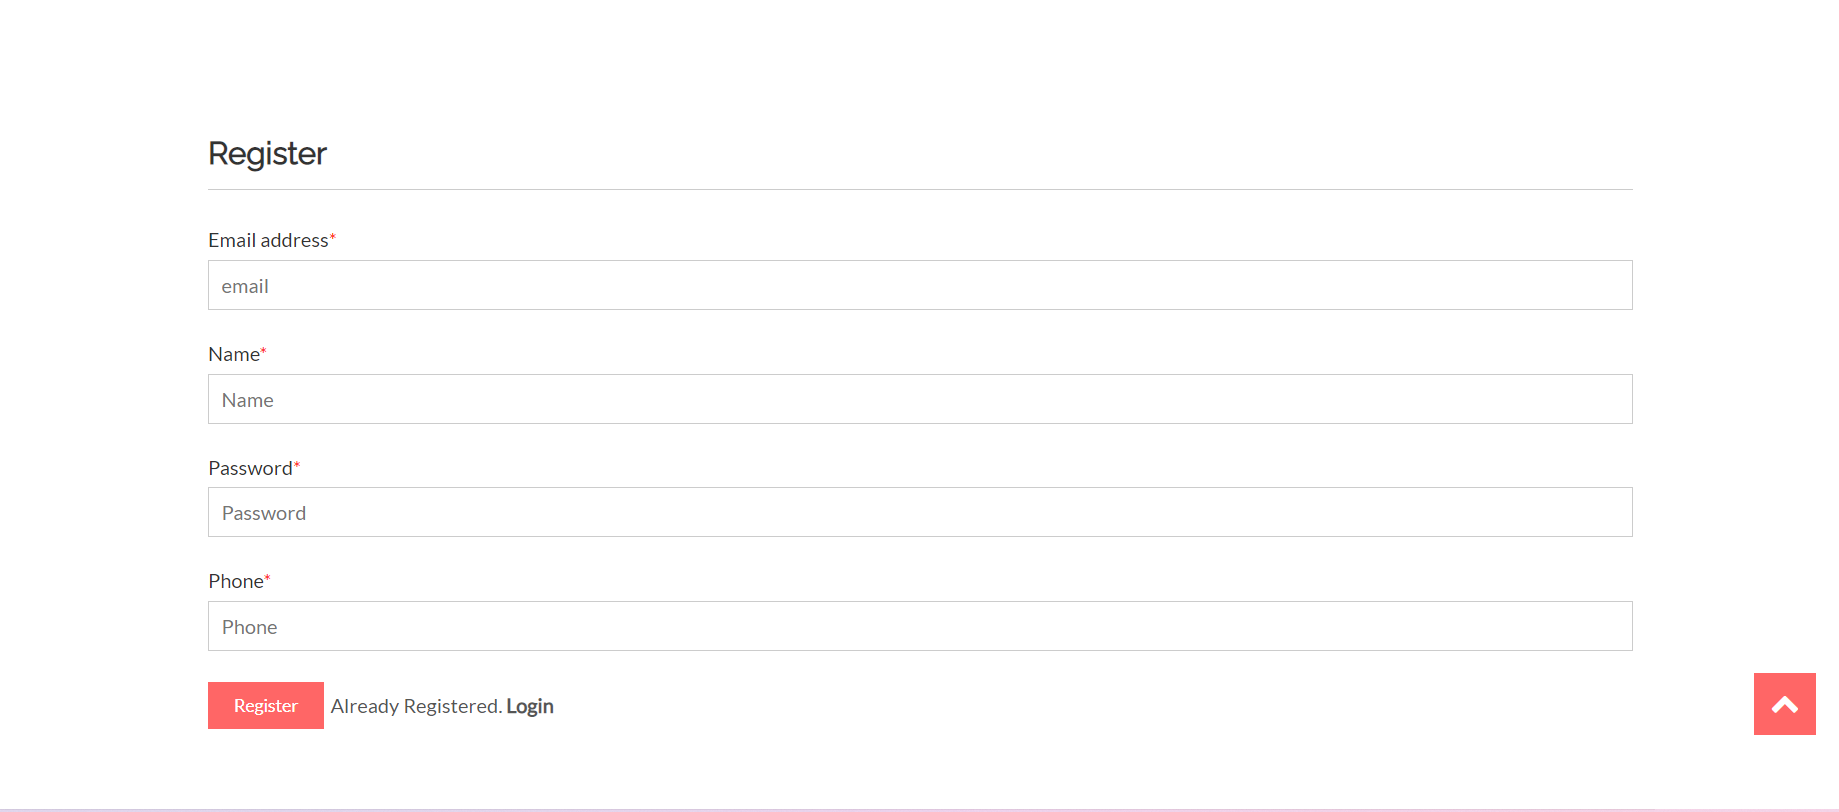 Register
Email address*
email
Name*
Name
Password*
Password
Phone*
Phone
Register Already Registered. Login